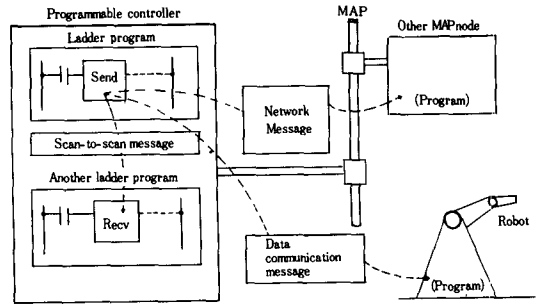 Programmable controller
Ladder program
Send
Scan-to-scan message
Another ladder program
Recv
MAP
Network
Message
Data
communication
message
Other MAPnode
(Program)
Robot
(Program)